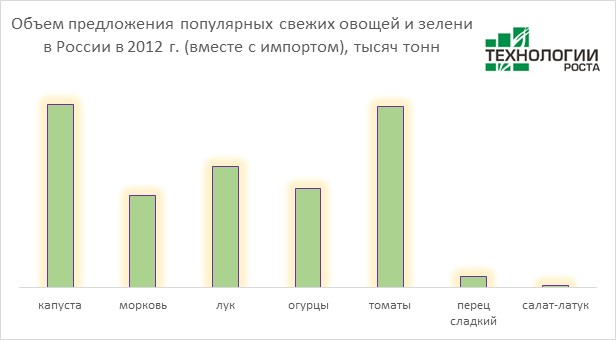 Объем предложения популярных свежих овощей и зелени
в России в 2012 г. (вместе с импортом), тысяч тонн
ТЕХНОЛОГИИ
РОСТА
капуста
морковь
лук
огурцы
томаты
перец
сладкий
салат-латук